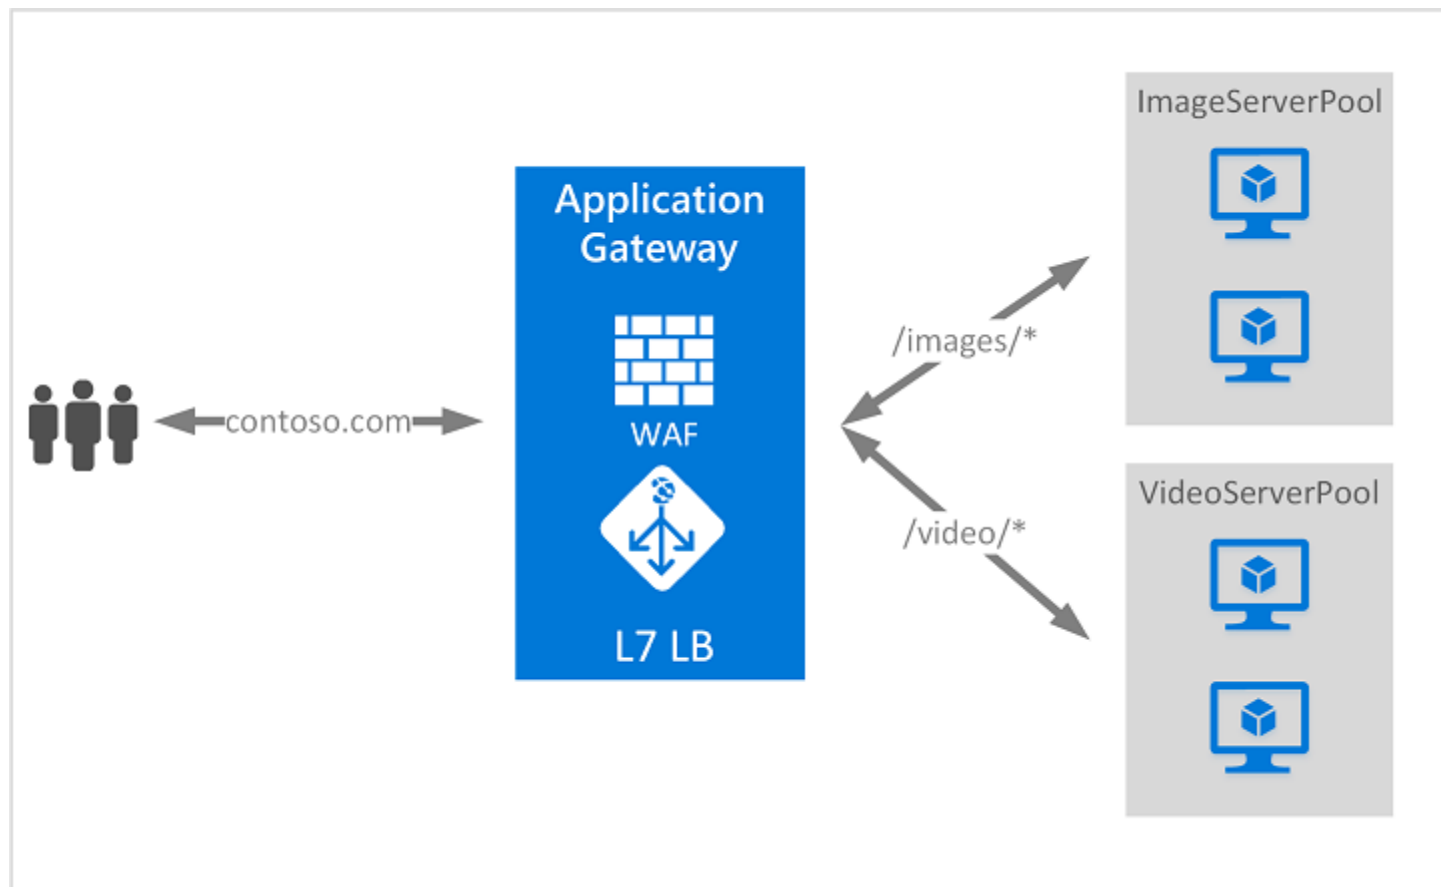 ImageServerPool
Application
Gateway
/images/*
contoso.com
WAF
VideoServerPool
/video/*
L7 LB